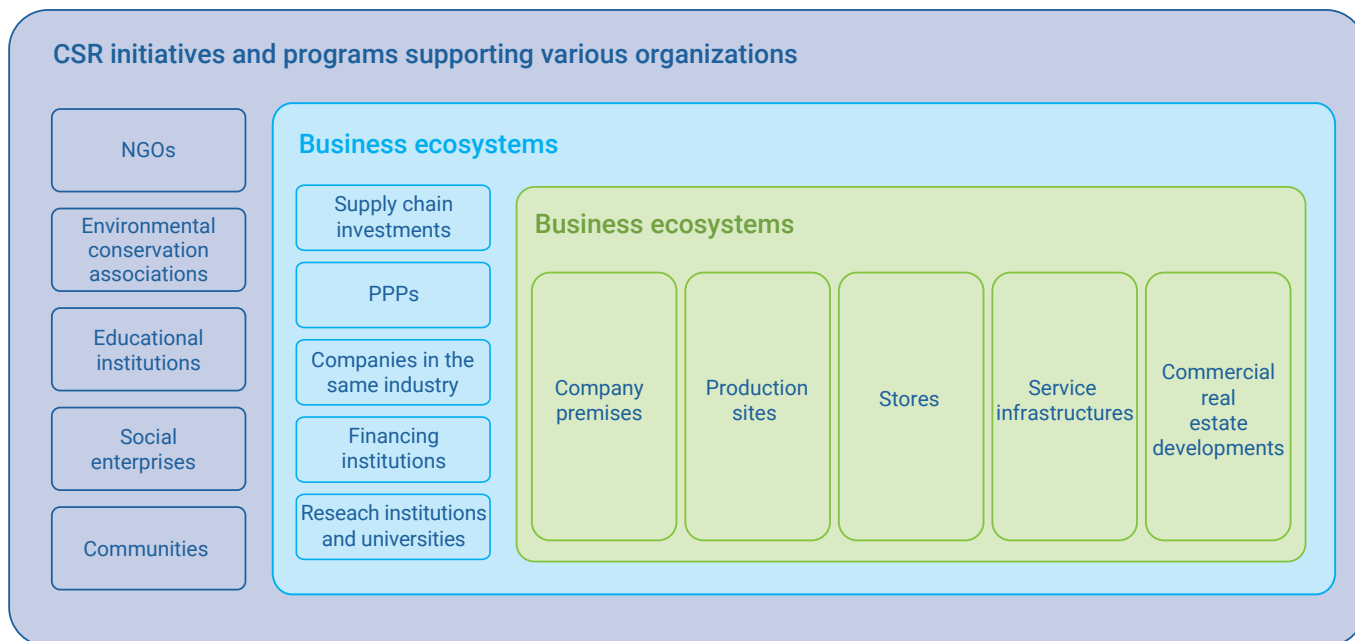 CSR initiatives and programs supporting various organizations
NGOs
Environmental
conservation
associations
Educational
institutions
Social
enterprises
Communities
Business ecosystems
Supply chain
investments
PPPs
Companies in the
same industry
Financing
institutions
Reseach institutions
and universities
Business ecosystems
Company
premises
Production
sites
Stores
Service
infrastructures
Commercial
real
estate
developments